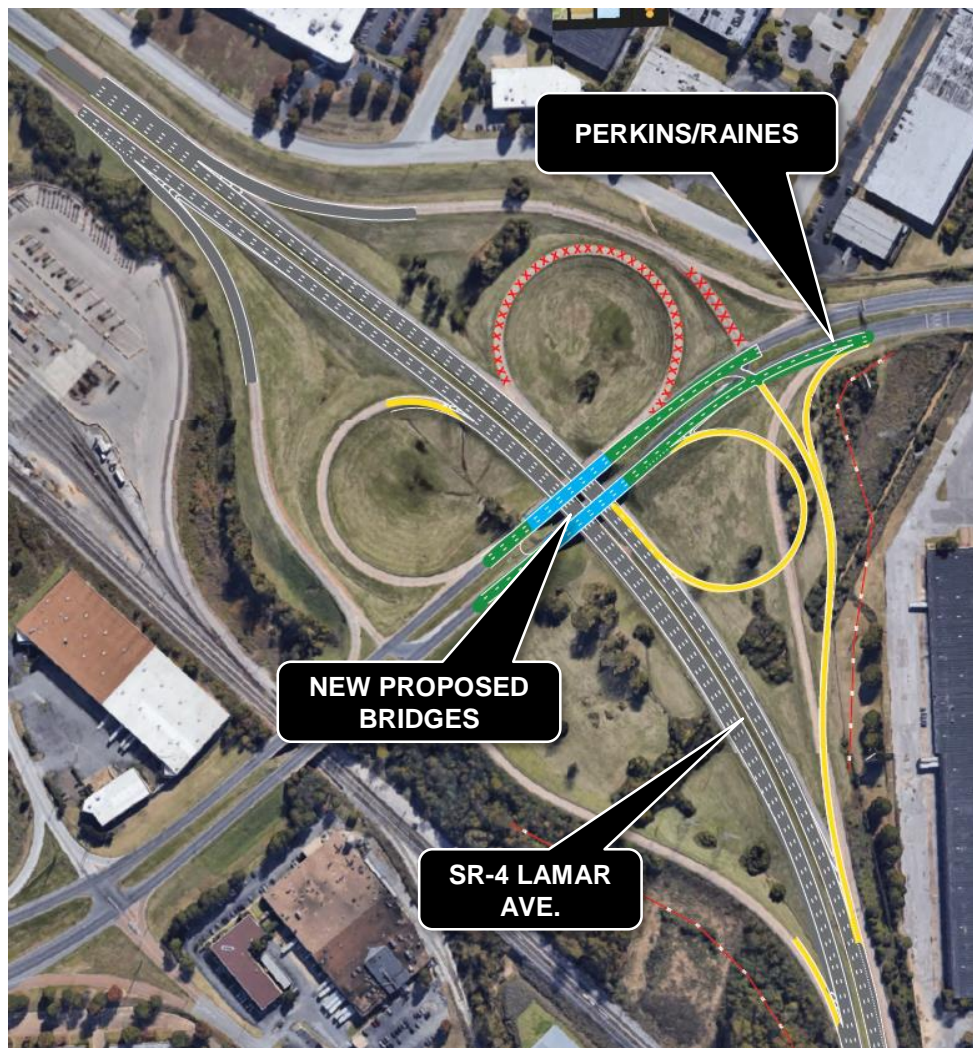 PERKINS/RAINES
NEW PROPOSED
BRIDGES
SR-4 LAMAR
AVE.